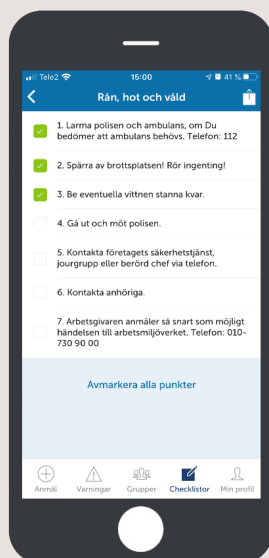 Tele2 15:00 41 %
Rån, hot och våld
1. Larma polisen och ambulans, om Du
bedömer att ambulans behövs. Telefon: 112
2. Spärra av brottsplatsen! Rör ingenting!
3. Be eventuella vittnen stanna kvar.
4. Gå ut och möt polisen.
5. Kontakta företagets säkerhetstjänst,
jourgrupp eller berörd chef via telefon.
6. Kontakta anhöriga.
7. Arbetsgivaren anmäler så snart som möjligt
händelsen till arbetsmiljöverket. Telefon: 010-
730 90 00
Avmarkera alla punkter
Anmäl Varningar Grupper Checklistor Min profil